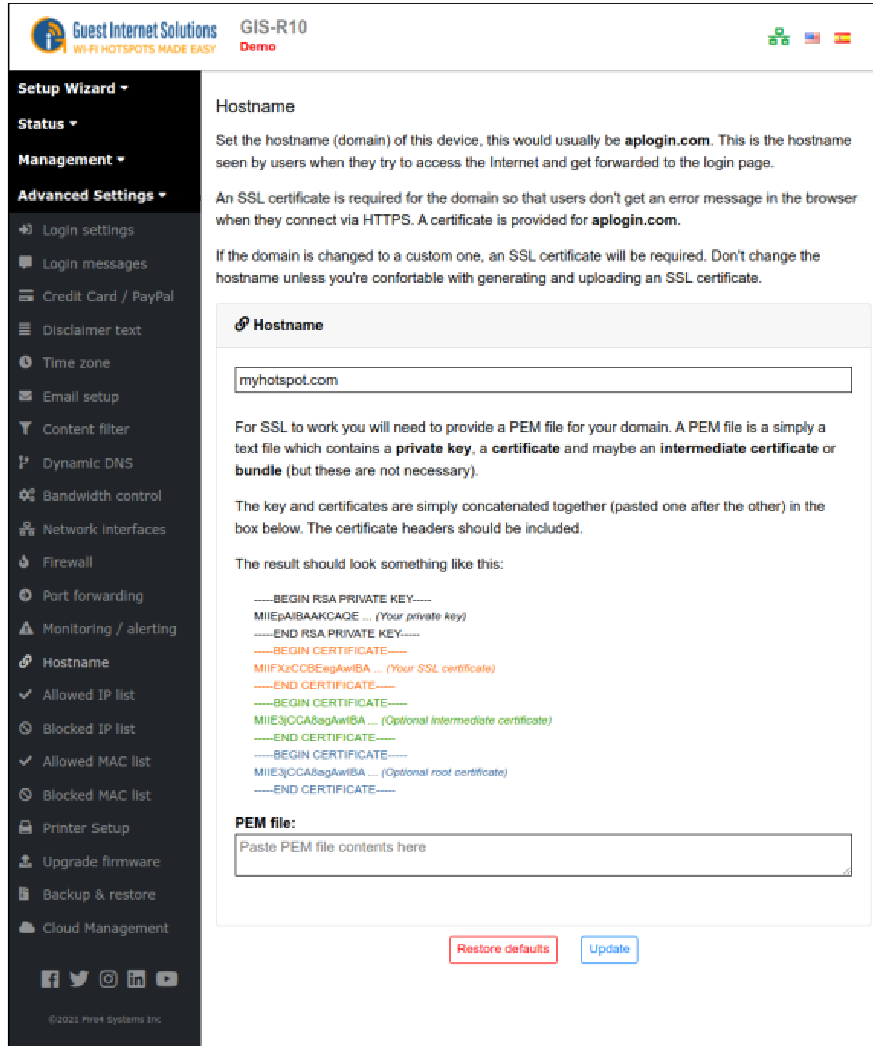 Guest Internet Solutions
WI-FI HOTSPOTS MADE EASY
GIS-R10
Demo
Setup Wizard
Status
Management
Advanced Settings
Login settings
Login messages
Credit Card / PayPal
Disclaimer text
Time zone
Email setup
Content filter
Dynamic DNS
Bandwidth control
Network interfaces
Firewall
Port forwarding
Monitoring / alerting
Hostname
Allowed IP list
Blocked IP list
Allowed MAC list
Blocked MAC list
Printer Setup
Upgrade firmware
Backup & restore
Cloud Management
©2021 Fire4 Systems Inc
Hostname
Set the hostname (domain) of this device, this would usually be aplogin.com. This is the hostname
seen by users when they try to access the Internet and get forwarded to the login page.
An SSL certificate is required for the domain so that users don't get an error message in the browser
when they connect via HTTPS. A certificate is provided for aplogin.com.
If the domain is changed to a custom one, an SSL certificate will be required. Don't change the
hostname unless you're confortable with generating and uploading an SSL certificate.
Hostname
myhotspot.com
For SSL to work you will need to provide a PEM file for your domain. A PEM file is a simply a
text file which contains a private key, a certificate and maybe an intermediate certificate or
bundle (but these are not necessary).
The key and certificates are simply concatenated together (pasted one after the other) in the
box below. The certificate headers should be included.
The result should look something like this:
-----BEGIN RSA PRIVATE KEY-----
MIIEpAIBAAKCAQE ... (Your private key)
-----END RSA PRIVATE KEY-----
-----BEGIN CERTIFICATE-----
MIIFXzCCBEegAwIBA ... (Your SSL certificate)
-----END CERTIFICATE-----
-----BEGIN CERTIFICATE-----
MIIE3jCCA8agAwIBA ... (Optional intermediate certificate)
-----END CERTIFICATE-----
-----BEGIN CERTIFICATE-----
MIIE3jCCA8agAwIBA ... (Optional root certificate)
-----END CERTIFICATE-----
PEM file:
Paste PEM file contents here
Restore defaults
Update